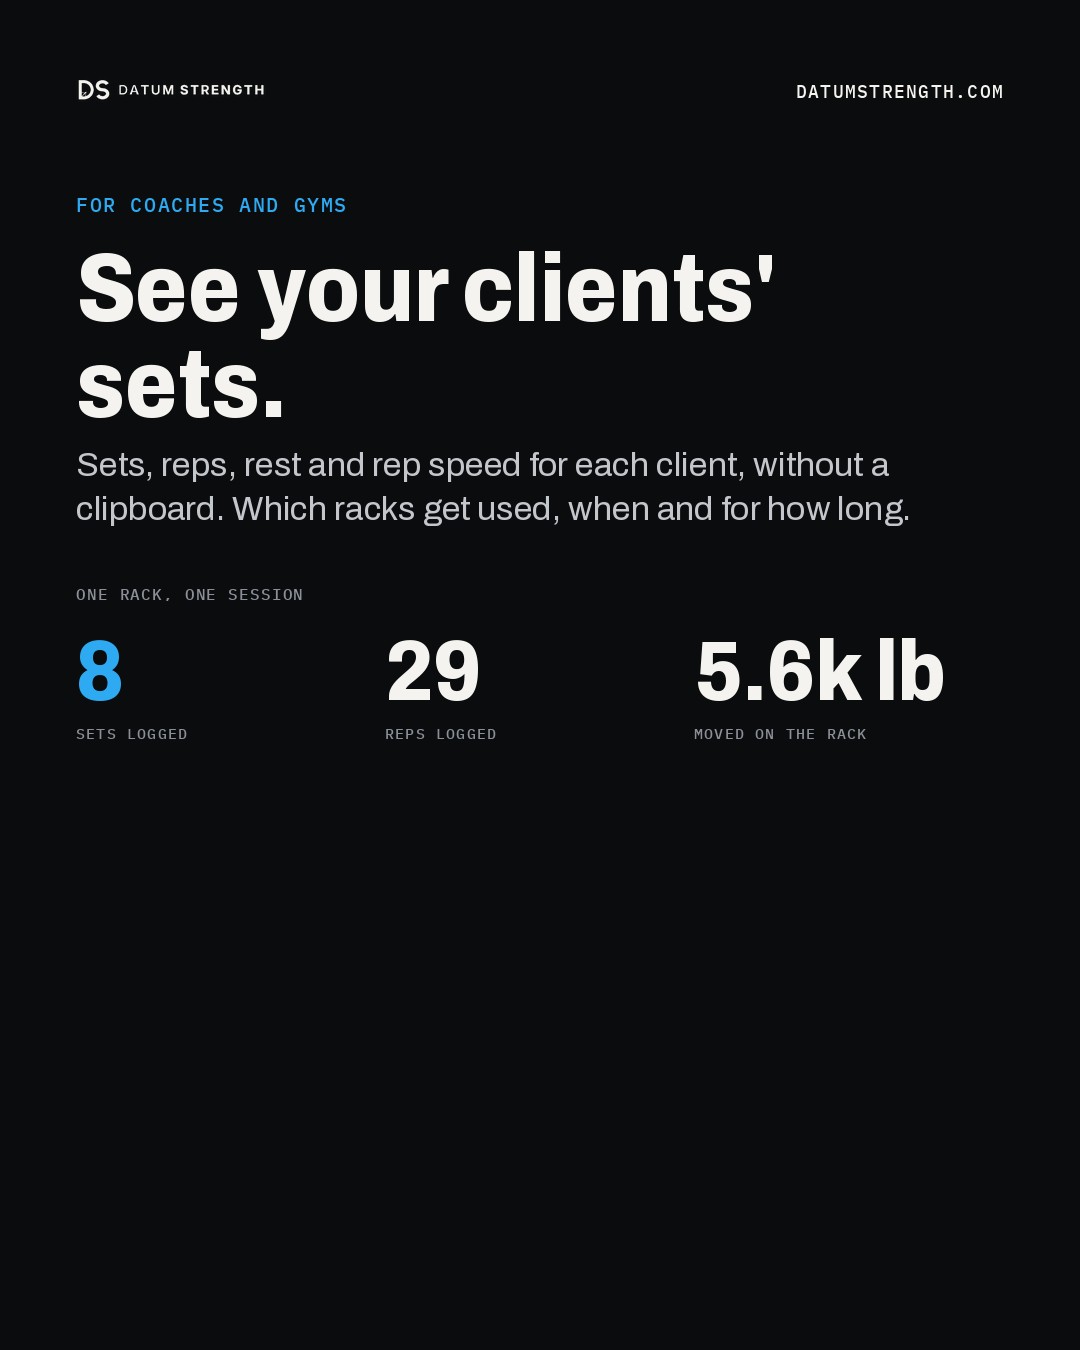 DS DATUM STRENGTH
DATUMSTRENGTH.COM
FOR COACHES AND GYMS
See your clients'
sets.
Sets, reps, rest and rep speed for each client, without a
clipboard. Which racks get used, when and for how long.
ONE RACK, ONE SESSION
8
29
5.6k lb
SETS LOGGED
REPS LOGGED
MOVED ON THE RACK